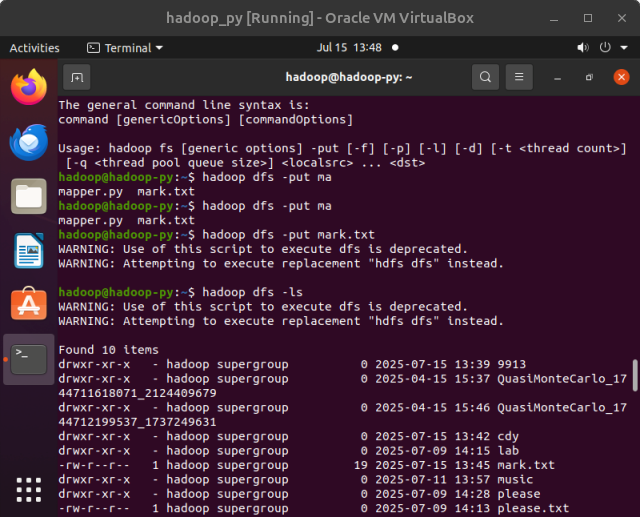 hadoop_py [Running] - Oracle VM VirtualBox
Activities Terminal Jul 15 13:48
hadoop@hadoop-py: ~
The general command line syntax is:
command [genericOptions] [commandOptions]
Usage: hadoop fs [generic options] -put [-f] [-p] [-l] [-d] [-t <thread count>]
[-q <thread pool queue size>] <localsrc> ... <dst>
hadoop@hadoop-py:~$ hadoop dfs -put ma
mapper.py mark.txt
hadoop@hadoop-py:~$ hadoop dfs -put ma
mapper.py mark.txt
hadoop@hadoop-py:~$ hadoop dfs -put mark.txt
WARNING: Use of this script to execute dfs is deprecated.
WARNING: Attempting to execute replacement "hdfs dfs" instead.
hadoop@hadoop-py:~$ hadoop dfs -ls
WARNING: Use of this script to execute dfs is deprecated.
WARNING: Attempting to execute replacement "hdfs dfs" instead.
Found 10 items
drwxr-xr-x - hadoop supergroup 0 2025-07-15 13:39 9913
drwxr-xr-x - hadoop supergroup 0 2025-04-15 15:37 QuasiMonteCarlo_17
44711618071_2124409679
drwxr-xr-x - hadoop supergroup 0 2025-04-15 15:46 QuasiMonteCarlo_17
44712199537_1737249631
drwxr-xr-x - hadoop supergroup 0 2025-07-15 13:42 cdy
drwxr-xr-x - hadoop supergroup 0 2025-07-09 14:15 lab
-rw-r--r-- 1 hadoop supergroup 19 2025-07-15 13:45 mark.txt
drwxr-xr-x - hadoop supergroup 0 2025-07-11 13:57 music
drwxr-xr-x - hadoop supergroup 0 2025-07-09 14:28 please
-rw-r--r-- 1 hadoop supergroup 0 2025-07-09 14:13 please.txt